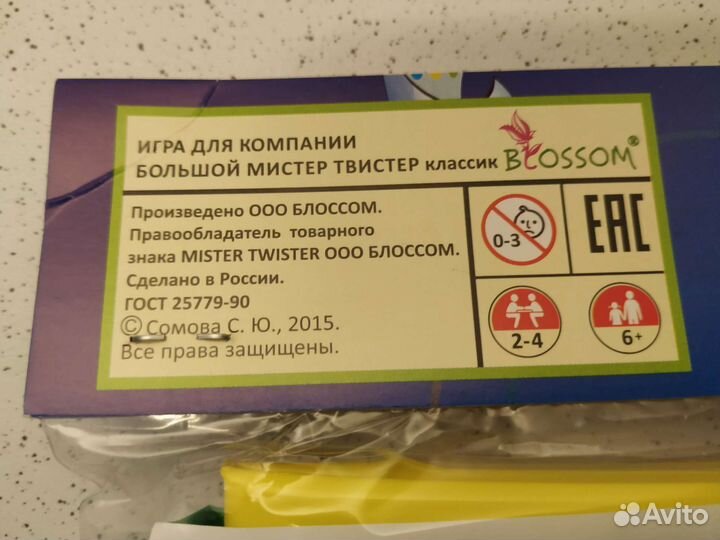 ИГРА ДЛЯ КОМПАНИИ
БОЛЬШОЙ МИСТЕР ТВИСТЕР классик
BLOSSOM®
Произведено ООО БЛОССОМ.
Правообладатель товарного
знака MISTER TWISTER ООО БЛОССОМ.
Сделано в России.
ГОСТ 25779-90
© Сомова С. Ю., 2015.
Все права защищены.
0-3
EAC
2-4
6+
Avito